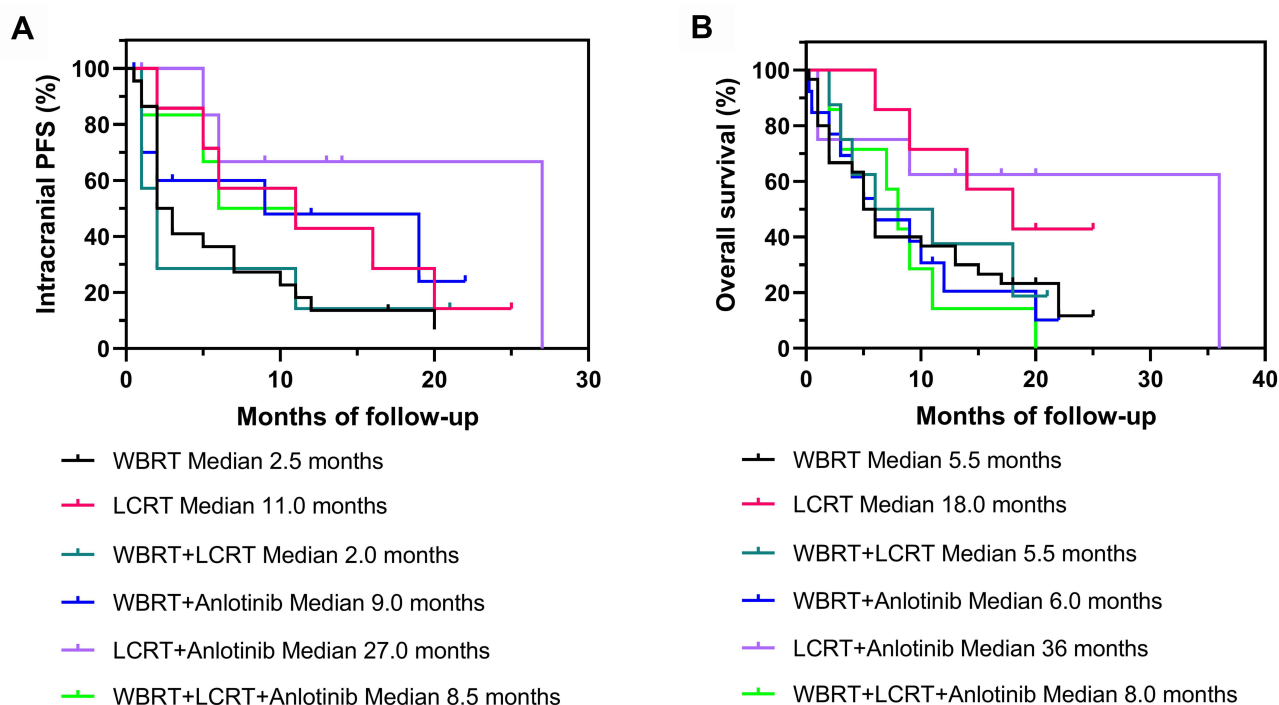 A
Intracranial PFS (%)
100
80
60
40
20
0
0 10 20 30
Months of follow-up
WBRT Median 2.5 months
LCRT Median 11.0 months
WBRT+LCRT Median 2.0 months
WBRT+Anlotinib Median 9.0 months
LCRT+Anlotinib Median 27.0 months
WBRT+LCRT+Anlotinib Median 8.5 months
B
Overall survival (%)
100
80
60
40
20
0
0 10 20 30 40
Months of follow-up
WBRT Median 5.5 months
LCRT Median 18.0 months
WBRT+LCRT Median 5.5 months
WBRT+Anlotinib Median 6.0 months
LCRT+Anlotinib Median 36 months
WBRT+LCRT+Anlotinib Median 8.0 months